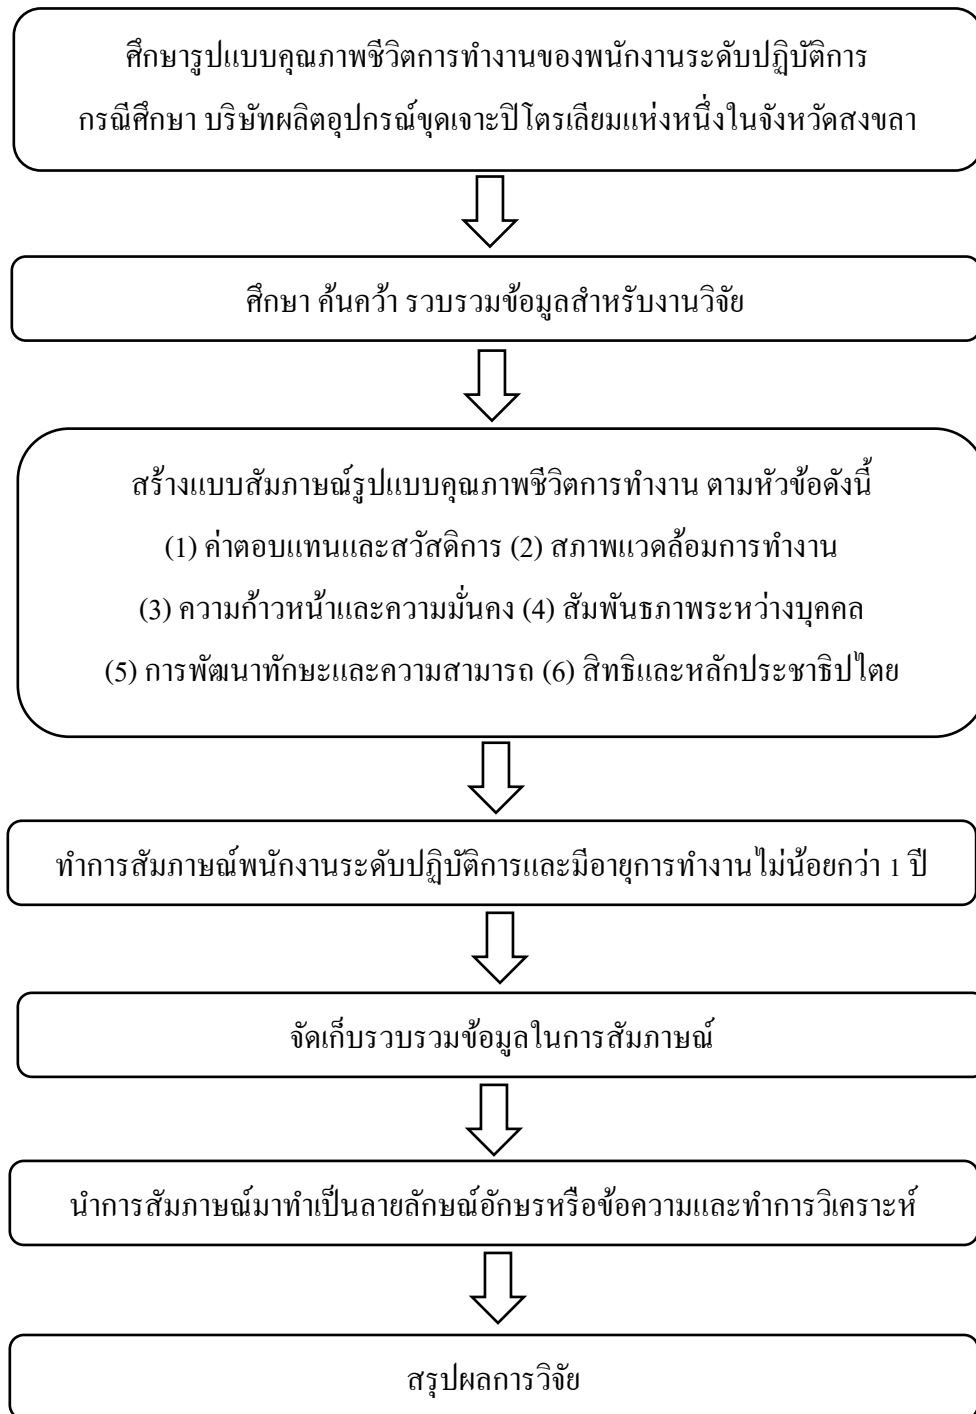 ศึกษารูปแบบคุณภาพชีวิตการทำงานของพนักงานระดับปฏิบัติการ
กรณีศึกษา บริษัทผลิตอุปกรณ์ขุดเจาะปิโตรเลียมแห่งหนึ่งในจังหวัดสงขลา
ศึกษา ค้นคว้า รวบรวมข้อมูลสำหรับงานวิจัย
สร้างแบบสัมภาษณ์รูปแบบคุณภาพชีวิตการทำงาน ตามหัวข้อดังนี้
(1) ค่าตอบแทนและสวัสดิการ (2) สภาพแวดล้อมการทำงาน
(3) ความก้าวหน้าและความมั่นคง (4) สัมพันธภาพระหว่างบุคคล
(5) การพัฒนาทักษะและความสามารถ (6) สิทธิและหลักประชาธิปไตย
ทำการสัมภาษณ์พนักงานระดับปฏิบัติการและมีอายุการทำงานไม่น้อยกว่า 1 ปี
จัดเก็บรวบรวมข้อมูลในการสัมภาษณ์
นำการสัมภาษณ์มาทำเป็นลายลักษณ์อักษรหรือข้อความและทำการวิเคราะห์
สรุปผลการวิจัย